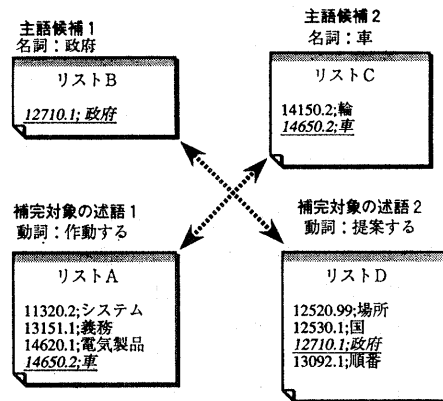 主語候補1
名詞：政府
リストB
12710.1; 政府
主語候補2
名詞：車
リストC
14150.2;輪
14650.2;車
補完対象の述語1
動詞：作動する
リストA
11320.2;システム
13151.1;義務
14620.1;電気製品
14650.2;車
補完対象の述語2
動詞：提案する
リストD
12520.99;場所
12530.1;国
12710.1;政府
13092.1;順番